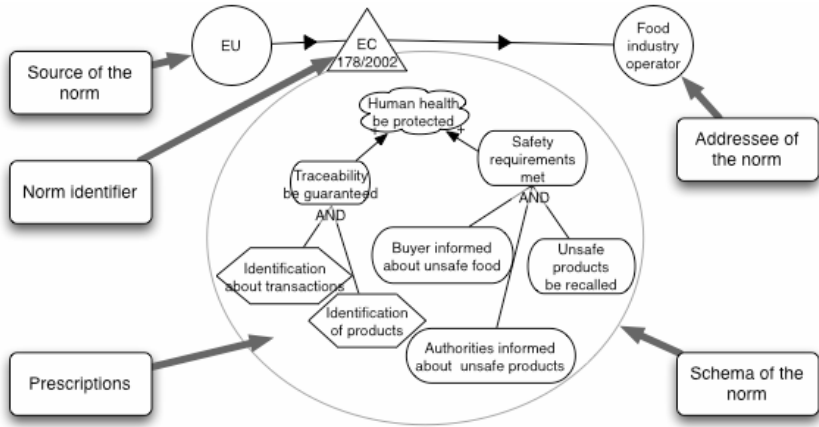 EU
EC
178/2002
Food
industry
operator
Source of the
norm
Norm identifier
Addressee of
the norm
Human health
be protected
+
+
Traceability
be guaranteed
AND
Safety
requirements
met
AND
Identification
about transactions
Identification
of products
Buyer informed
about unsafe food
Unsafe
products
be recalled
Authorities informed
about unsafe products
Prescriptions
Schema of the
norm